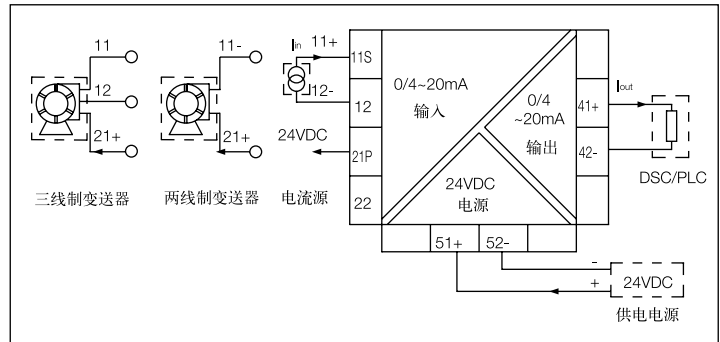 11
12
21+
三线制变送器
11-
21+
两线制变送器
Iin
11+
12-
24VDC
电流源
11S
12
21P
22
0/4~20mA
输入
0/4
~20mA
输出
24VDC
电源
41+
42-
Iout
DSC/PLC
51+
52-
-
+
24VDC
供电电源